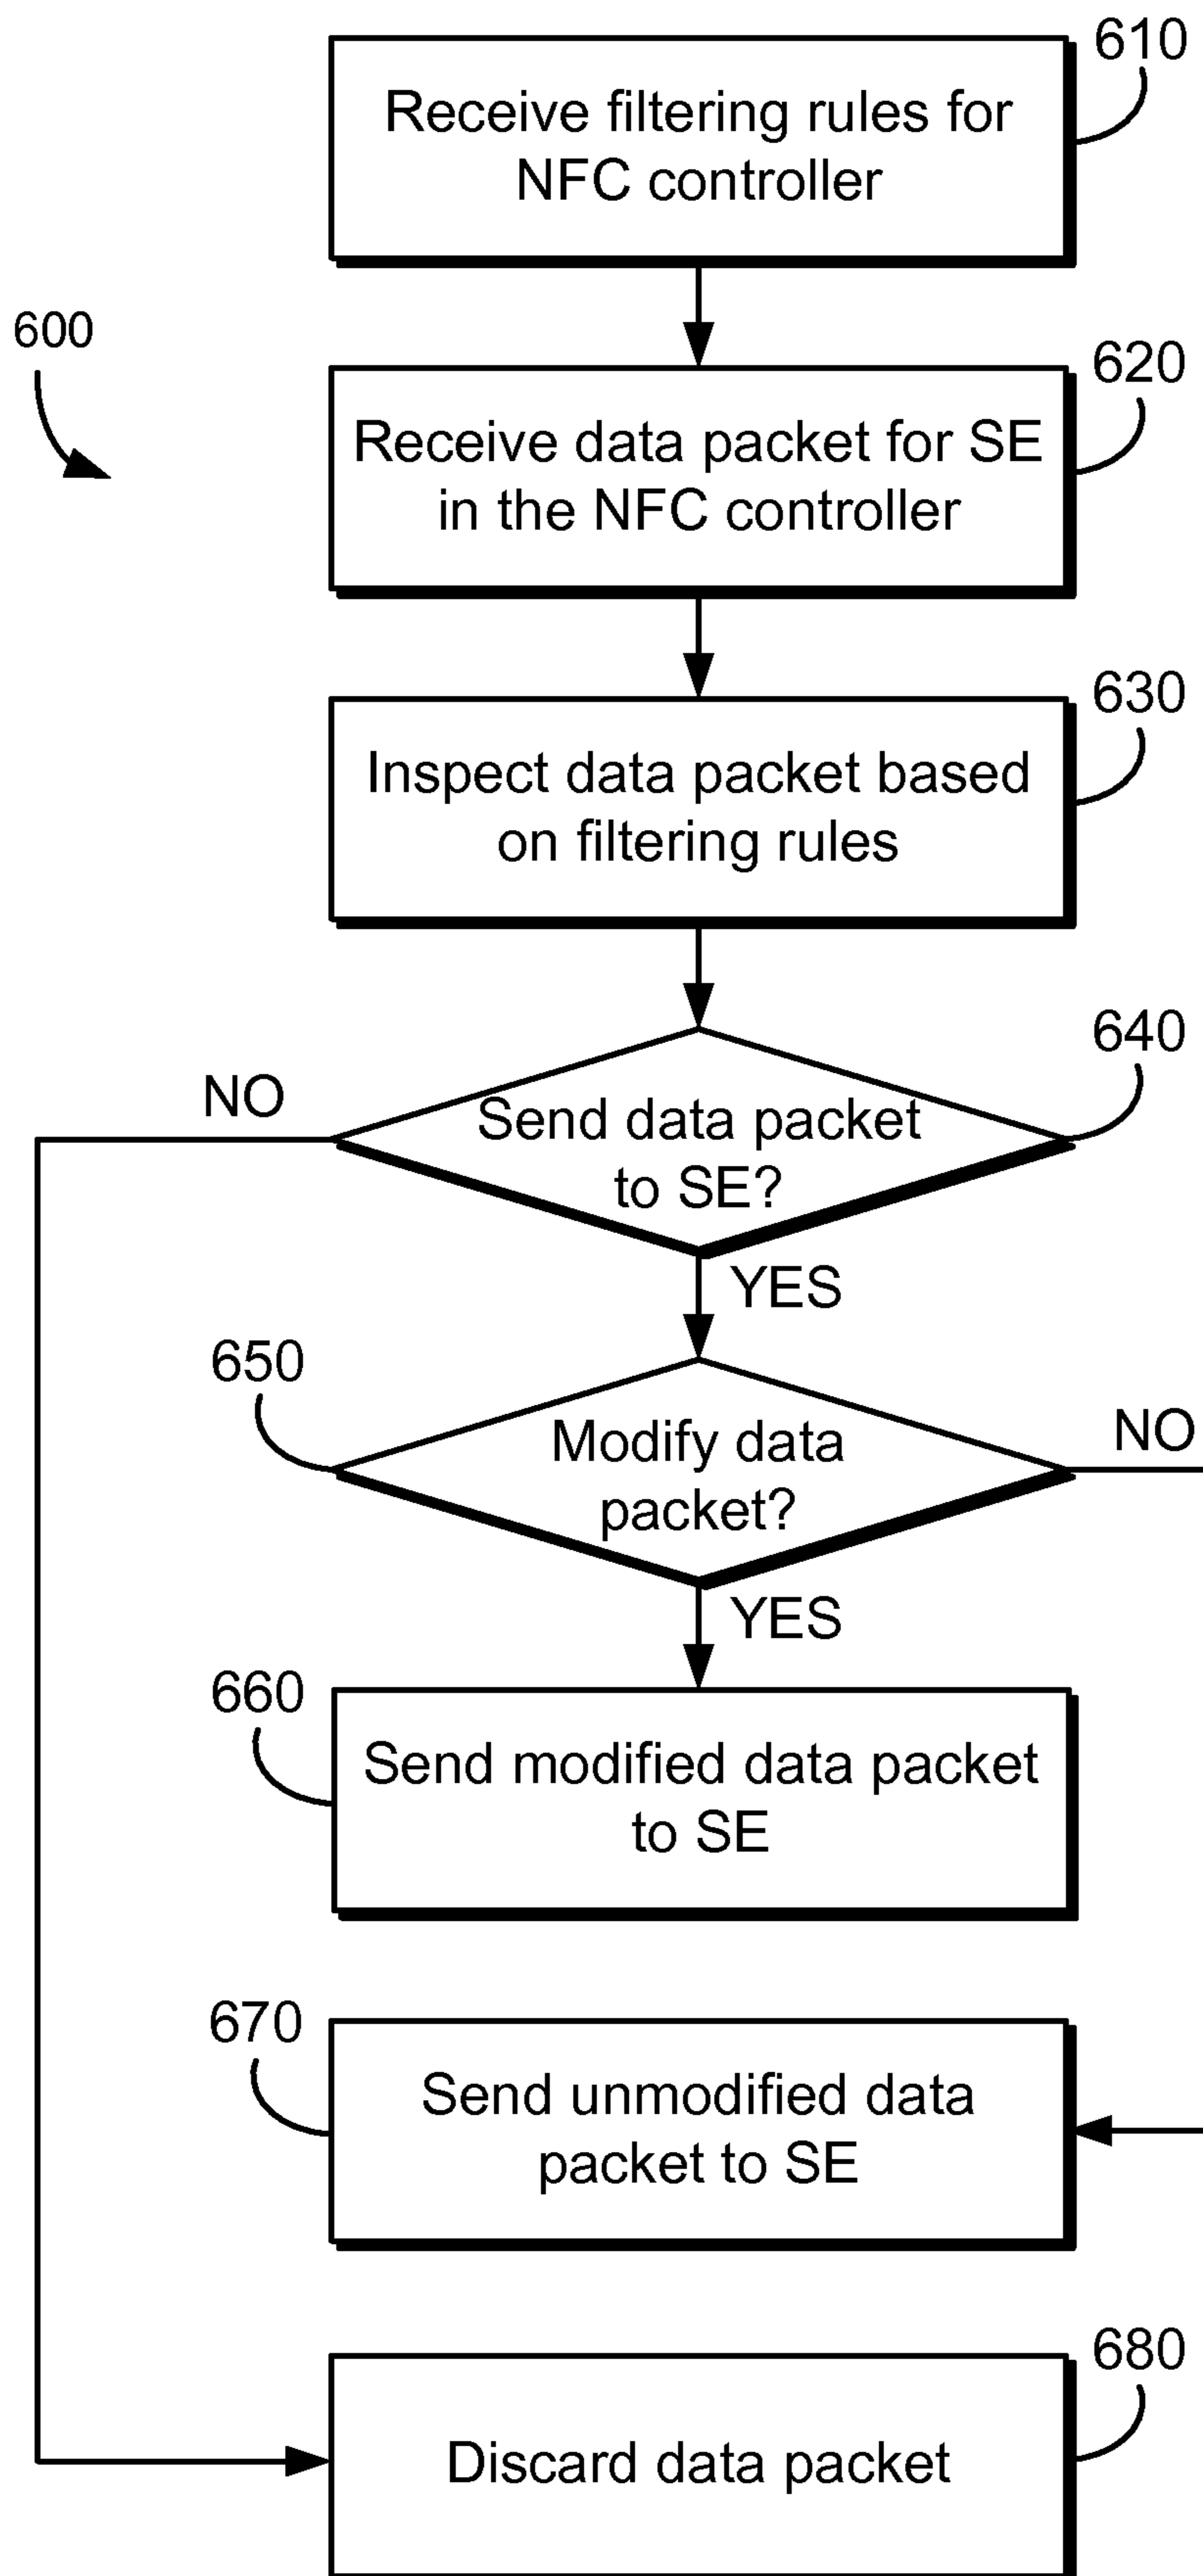 610
Receive filtering rules for
NFC controller
600
620
Receive data packet for SE
in the NFC controller
630
Inspect data packet based
on filtering rules
640
NO
Send data packet
to SE?
YES
650
NO
Modify data
packet?
YES
660
Send modified data packet
to SE
670
Send unmodified data
packet to SE
680
Discard data packet